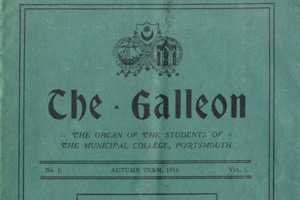 The · Galleon
:: THE ORGAN OF THE STUDENTS OF ::
THE MUNICIPAL COLLEGE, PORTSMOUTH.
No 1. AUTUMN TERM, 1911. Vol. 1.